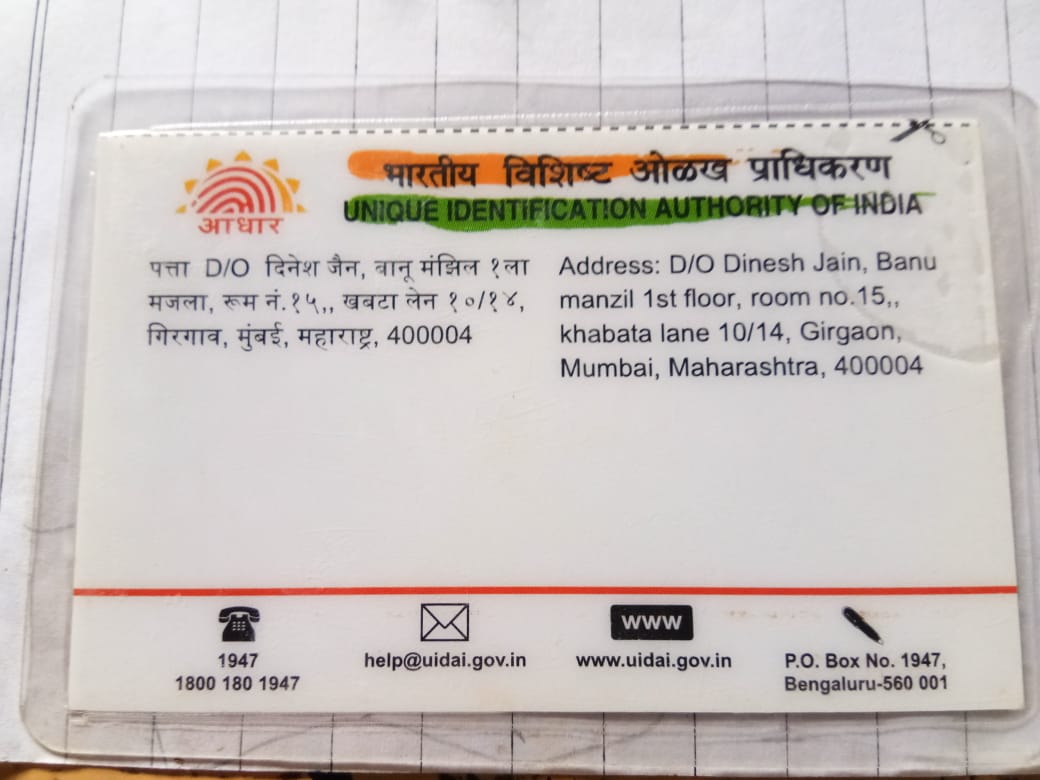 भारतीय विशिष्ट ओळख प्राधिकरण
UNIQUE IDENTIFICATION AUTHORITY OF INDIA
आधार
पत्ता D/O दिनेश जैन, बानू मंझिल १ला
मजला, रूम नं.१५,, खबटा लेन १०/१४,
गिरगाव, मुंबई, महाराष्ट्र, 400004
Address: D/O Dinesh Jain, Banu
manzil 1st floor, room no.15,,
khabata lane 10/14, Girgaon,
Mumbai, Maharashtra, 400004
1947
1800 180 1947
help@uidai.gov.in
WWW
www.uidai.gov.in
P.O. Box No. 1947,
Bengaluru-560 001